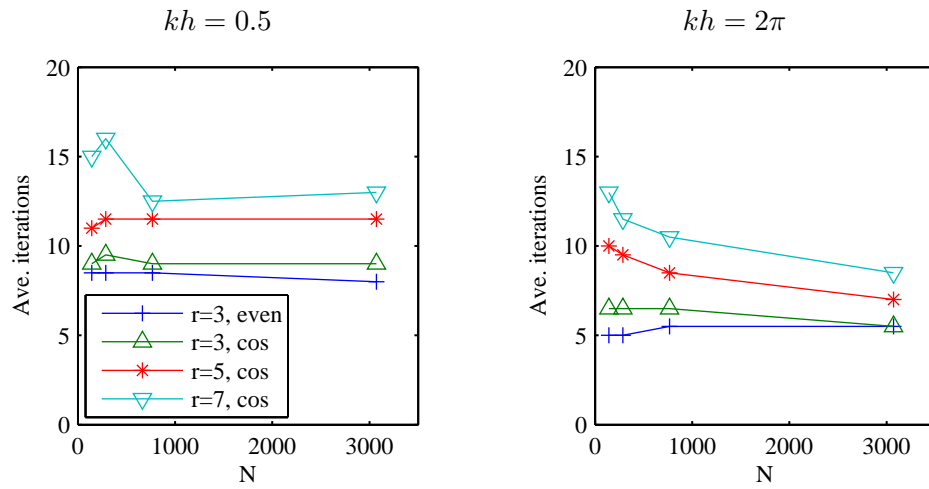 kh = 0.5
20
15
10
5
0
Ave. iterations
0 1000 2000 3000
N
r=3, even
r=3, cos
r=5, cos
r=7, cos
kh = 2π
20
15
10
5
0
Ave. iterations
0 1000 2000 3000
N